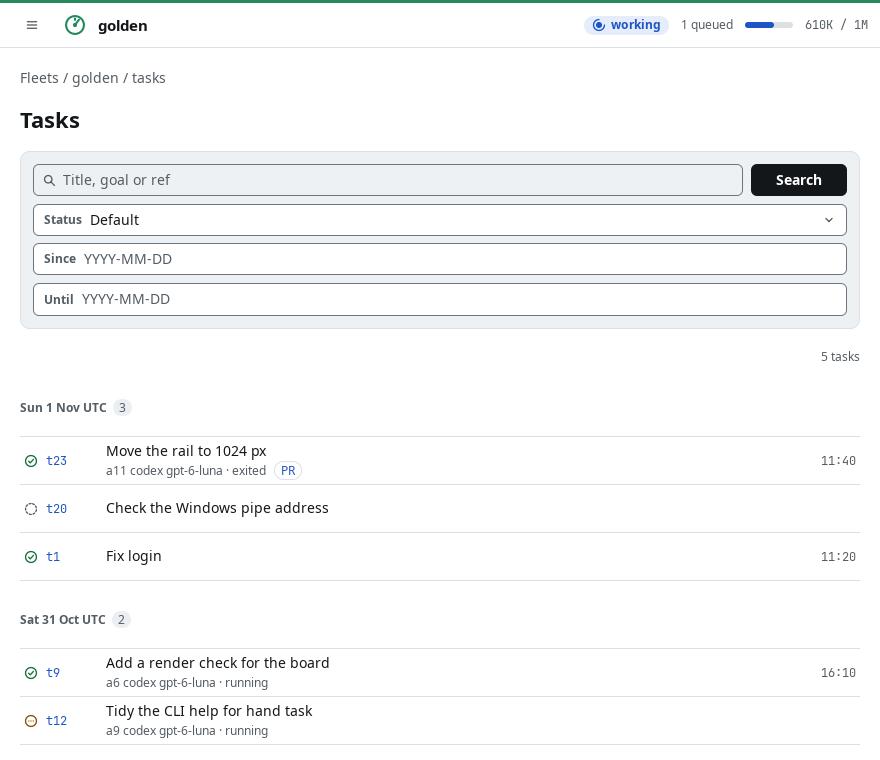 golden
working
1 queued
610K / 1M
Fleets / golden / tasks
Tasks
Title, goal or ref
Search
Status Default
Since YYYY-MM-DD
Until YYYY-MM-DD
5 tasks
Sun 1 Nov UTC 3
t23 Move the rail to 1024 px 11:40
a11 codex gpt-6-luna · exited PR
t20 Check the Windows pipe address
t1 Fix login 11:20
Sat 31 Oct UTC 2
t9 Add a render check for the board 16:10
a6 codex gpt-6-luna · running
t12 Tidy the CLI help for hand task
a9 codex gpt-6-luna · running